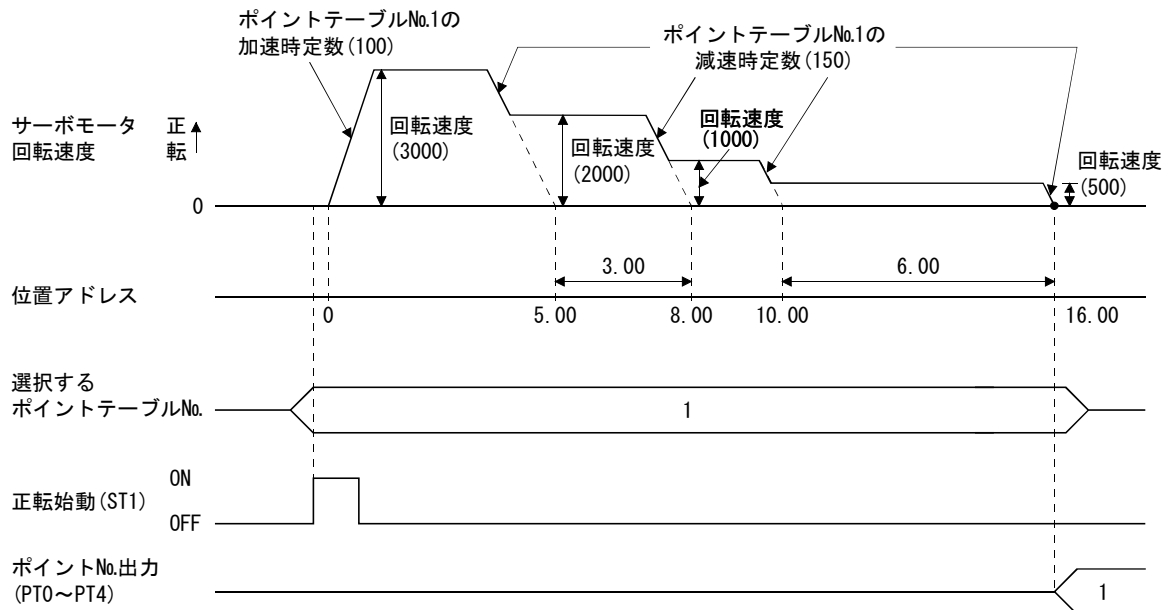 ポイントテーブル№1の
加速時定数(100)
ポイントテーブル№1の
減速時定数(150)
サーボモータ
回転速度
正
転
0
回転速度
(3000)
回転速度
(2000)
回転速度
(1000)
回転速度
(500)
3.00
6.00
位置アドレス
0
5.00
8.00
10.00
16.00
選択する
ポイントテーブル№
1
正転始動(ST1)
ON
OFF
ポイント№出力
(PT0～PT4)
1